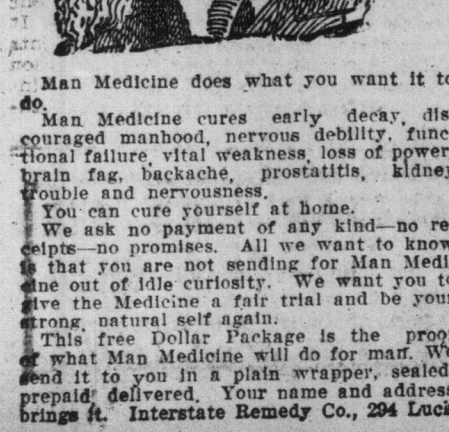 Man Medicine does what you want it to
do.
Man Medicine cures early decay, dis
couraged manhood, nervous debility, func
tional failure, vital weakness, loss of power
brain fag, backache, prostatitis, kidney
trouble and nervousness.
You can cure yourself at home.
We ask no payment of any kind—no re
ceipts—no promises. All we want to know
is that you are not sending for Man Medi
cine out of idle curiosity. We want you to
give the Medicine a fair trial and be your
strong, natural self again.
This free Dollar Package is the proof
of what Man Medicine will do for man. We
send it to you in a plain wrapper, sealed
prepaid, delivered. Your name and address
brings it. Interstate Remedy Co., 294 Luc